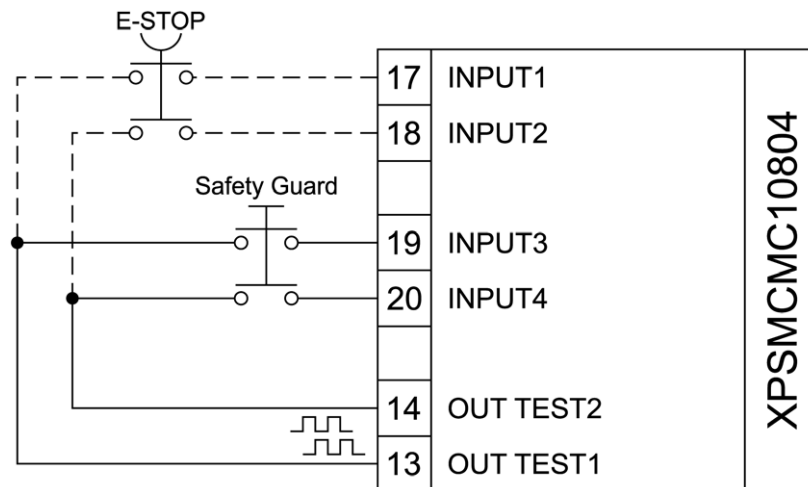 E-STOP
17 INPUT1
18 INPUT2
Safety Guard
19 INPUT3
20 INPUT4
14 OUT TEST2
13 OUT TEST1
XPSMCMC10804